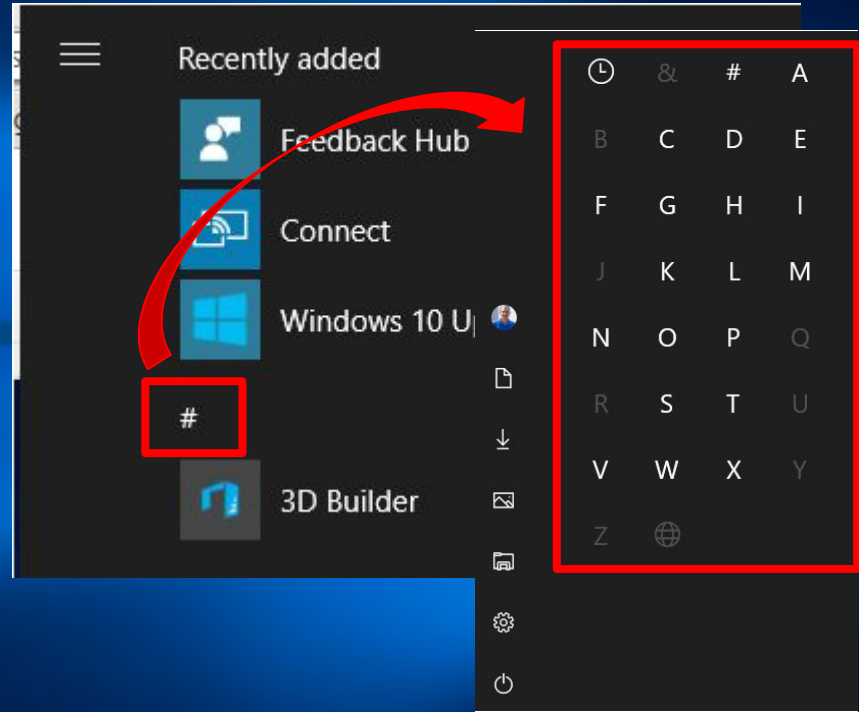 Recently added
Feedback Hub
Connect
Windows 10 U
#
3D Builder
& # A
B C D E
F G H I
J K L M
N O P Q
R S T U
V W X Y
Z